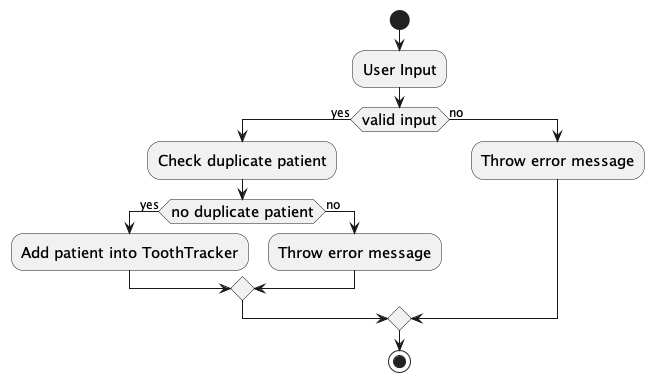 User Input
yes
valid input
no
Check duplicate patient
Throw error message
yes
no duplicate patient
no
Add patient into ToothTracker
Throw error message